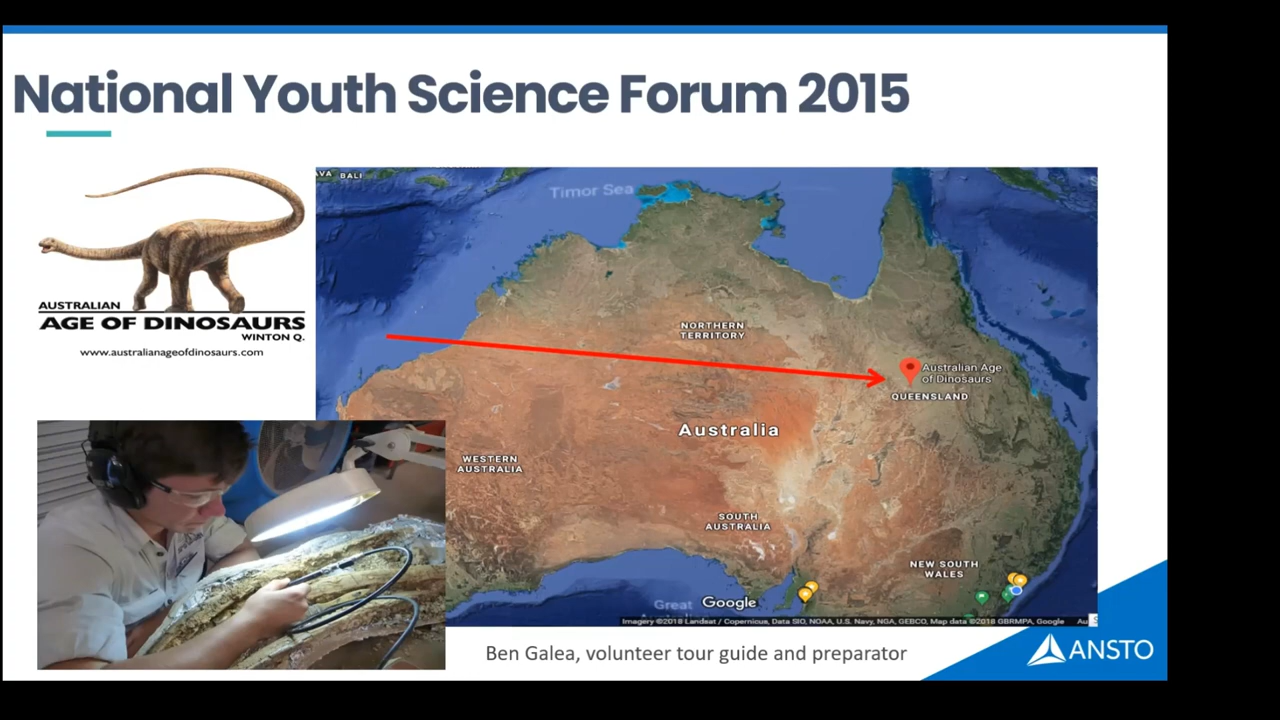 National Youth Science Forum 2015
AUSTRALIAN
AGE OF DINOSAURS
WINTON Q.
www.australianageofdinosaurs.com
BALI
Timor Sea
NORTHERN
TERRITORY
Australian Age
of Dinosaurs
QUEENSLAND
Australia
WESTERN
AUSTRALIA
SOUTH
AUSTRALIA
NEW SOUTH
WALES
Great
Google
Imagery ©2018 Landsat / Copernicus, Data SIO, NOAA, U.S. Navy, NGA, GEBCO, Map data ©2018 GBRMPA, Google
Ben Galea, volunteer tour guide and preparator
ANSTO